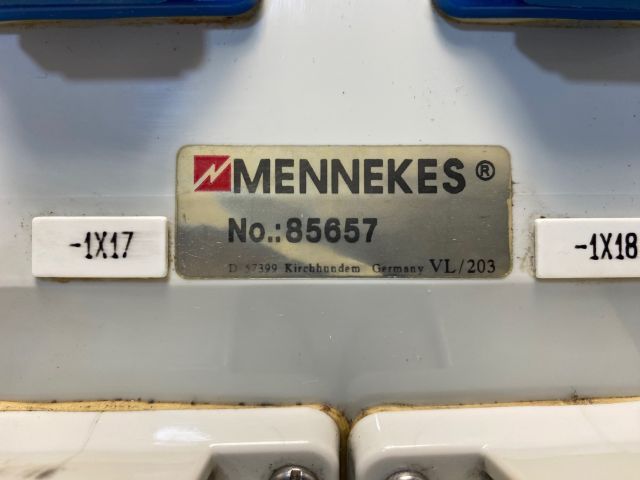 MENNEKES®
-1X17
No.:85657
-1X18
D 57399 Kirchhundem Germany VL/203